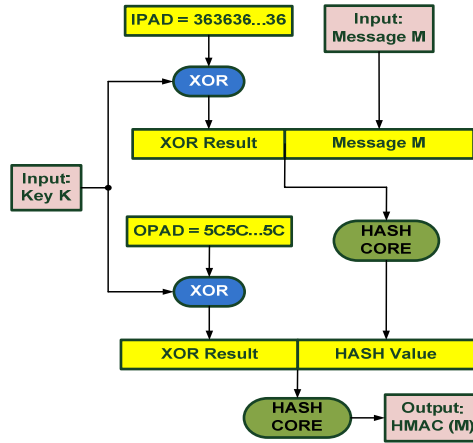 IPAD = 363636...36
Input:
Message M
XOR
XOR Result
Message M
Input:
Key K
OPAD = 5C5C...5C
HASH
CORE
XOR
XOR Result
HASH Value
HASH
CORE
Output:
HMAC (M)